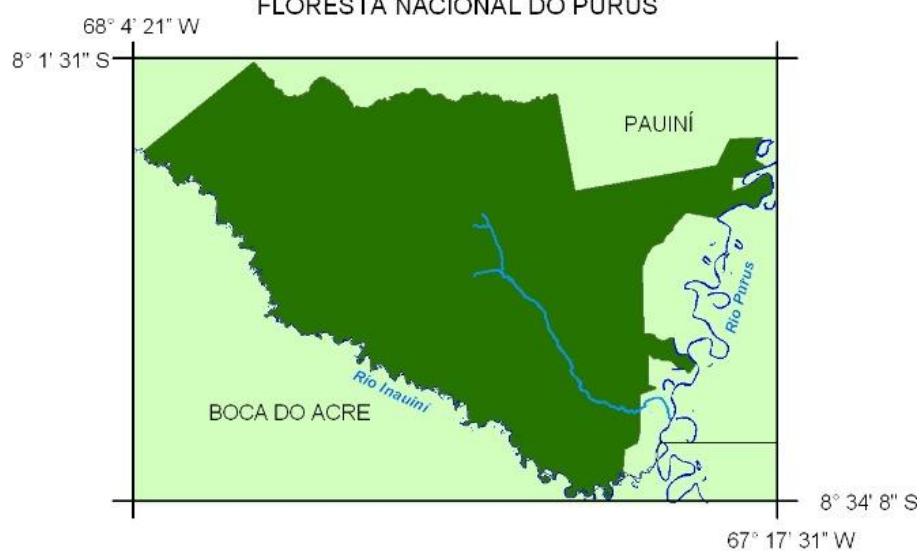 FLORESTA NACIONAL DO PURUS
68° 4' 21" W
8° 1' 31" S
PAUINÍ
Rio Purus
Rio Inauiní
BOCA DO ACRE
8° 34' 8" S
67° 17' 31" W